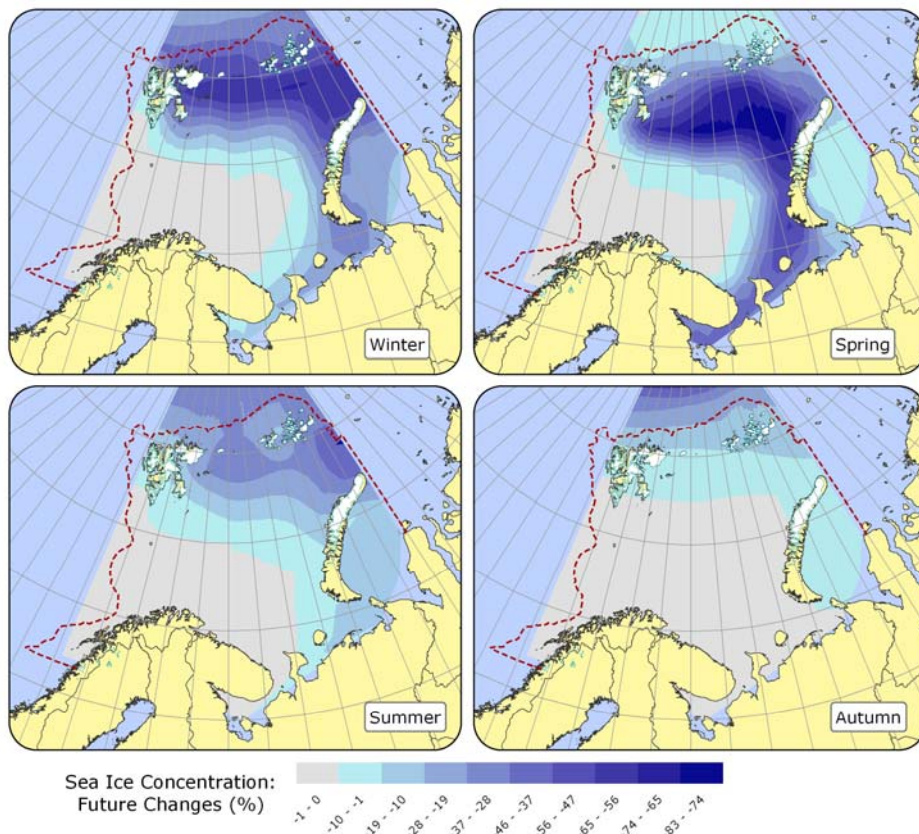 Winter
Spring
Summer
Autumn
Sea Ice Concentration:
Future Changes (%)
-1 - 0
-10 - -1
19 - -10
-28 - -19
-37 - -28
-46 - -37
-56 - -47
-65 - -56
-74 - -65
-83 - -74